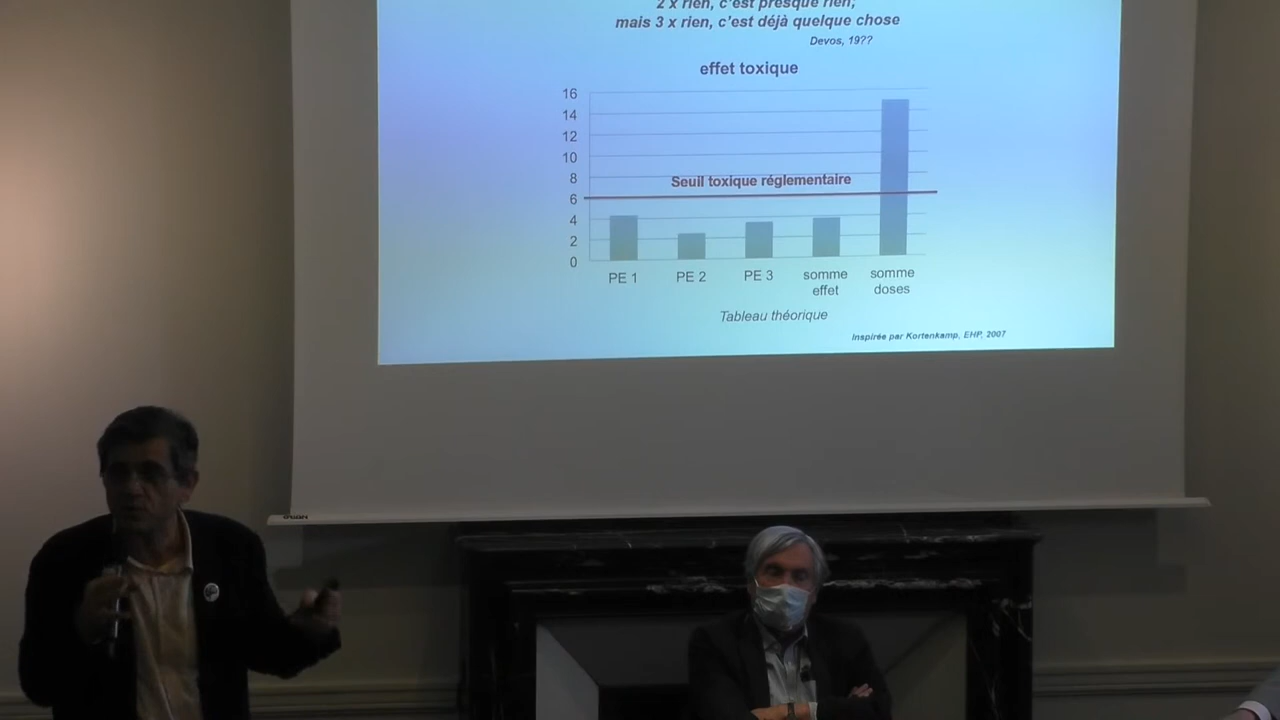 2 x rien, c'est presque rien;
mais 3 x rien, c'est déjà quelque chose
Devos, 19??
effet toxique
16
14
12
10
8
6
4
2
0
Seuil toxique réglementaire
PE 1
PE 2
PE 3
somme
effet
somme
doses
Tableau théorique
Inspirée par Kortenkamp, EHP, 2007